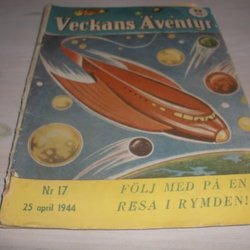 Veckans Äventyr
Nr 17
25 april 1944
FÖLJ MED PÅ EN
RESA I RYMDEN!